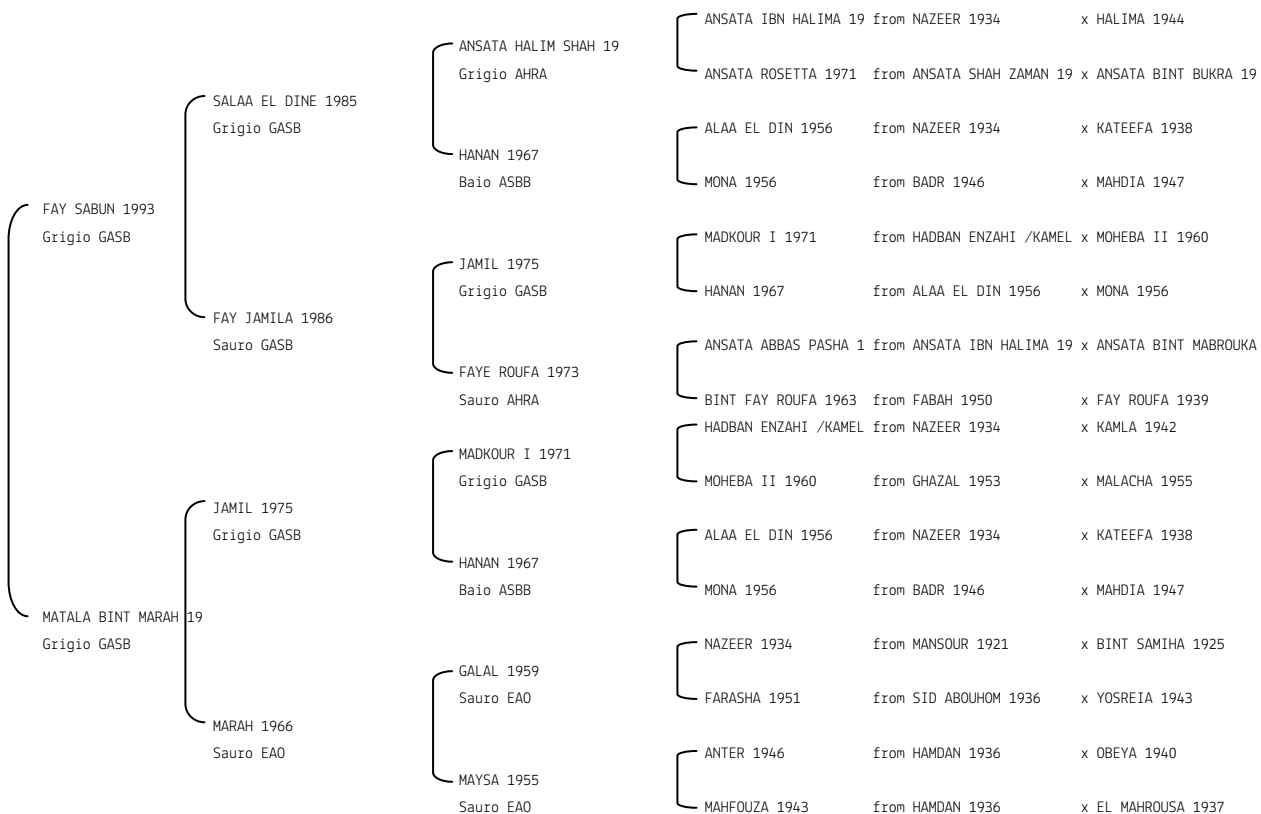 ANSATA IBN HALIMA 19 from NAZEER 1934 x HALIMA 1944
ANSATA HALIM SHAH 19
Grigio AHRA
ANSATA ROSETTA 1971 from ANSATA SHAH ZAMAN 19 x ANSATA BINT BUKRA 19
SALAA EL DINE 1985
Grigio GASB
ALAA EL DIN 1956 from NAZEER 1934 x KATEEFA 1938
HANAN 1967
Baio ASBB
MONA 1956 from BADR 1946 x MAHDIA 1947
FAY SABUN 1993
Grigio GASB
MADKOUR I 1971 from HADBAN ENZAHI /KAMEL x MOHEBA II 1960
JAMIL 1975
Grigio GASB
HANAN 1967 from ALAA EL DIN 1956 x MONA 1956
FAY JAMILA 1986
Sauro GASB
ANSATA ABBAS PASHA 1 from ANSATA IBN HALIMA 19 x ANSATA BINT MABROUKA
FAYE ROUFA 1973
Sauro AHRA
BINT FAY ROUFA 1963 from FABAH 1950 x FAY ROUFA 1939
HADBAN ENZAHI /KAMEL from NAZEER 1934 x KAMLA 1942
MADKOUR I 1971
Grigio GASB
MOHEBA II 1960 from GHAZAL 1953 x MALACHA 1955
JAMIL 1975
Grigio GASB
ALAA EL DIN 1956 from NAZEER 1934 x KATEEFA 1938
HANAN 1967
Baio ASBB
MONA 1956 from BADR 1946 x MAHDIA 1947
MATALA BINT MARAH 19
Grigio GASB
NAZEER 1934 from MANSOUR 1921 x BINT SAMIHA 1925
GALAL 1959
Sauro EAO
FARASHA 1951 from SID ABOUHOM 1936 x YOSREIA 1943
MARAH 1966
Sauro EAO
ANTER 1946 from HAMDAN 1936 x OBEYA 1940
MAYSA 1955
Sauro EAO
MAHFOUZA 1943 from HAMDAN 1936 x EL MAHROUSA 1937